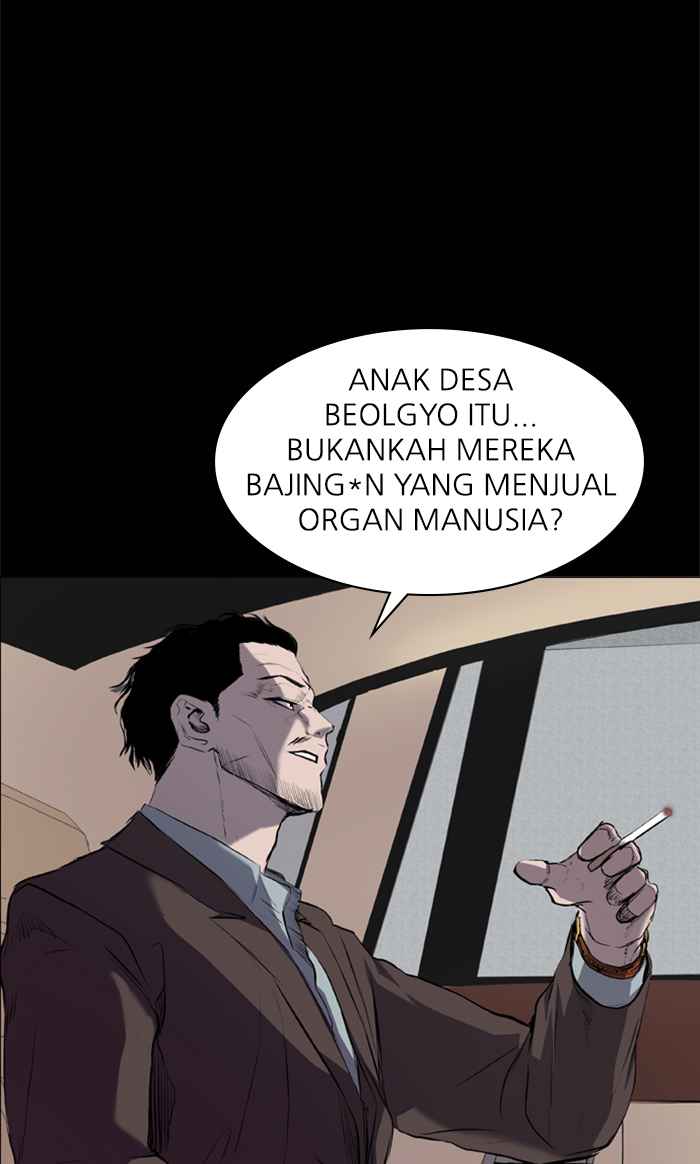 ANAK DESA
BEOLGYO ITU...
BUKANKAH MEREKA
BAJING*N YANG MENJUAL
ORGAN MANUSIA?